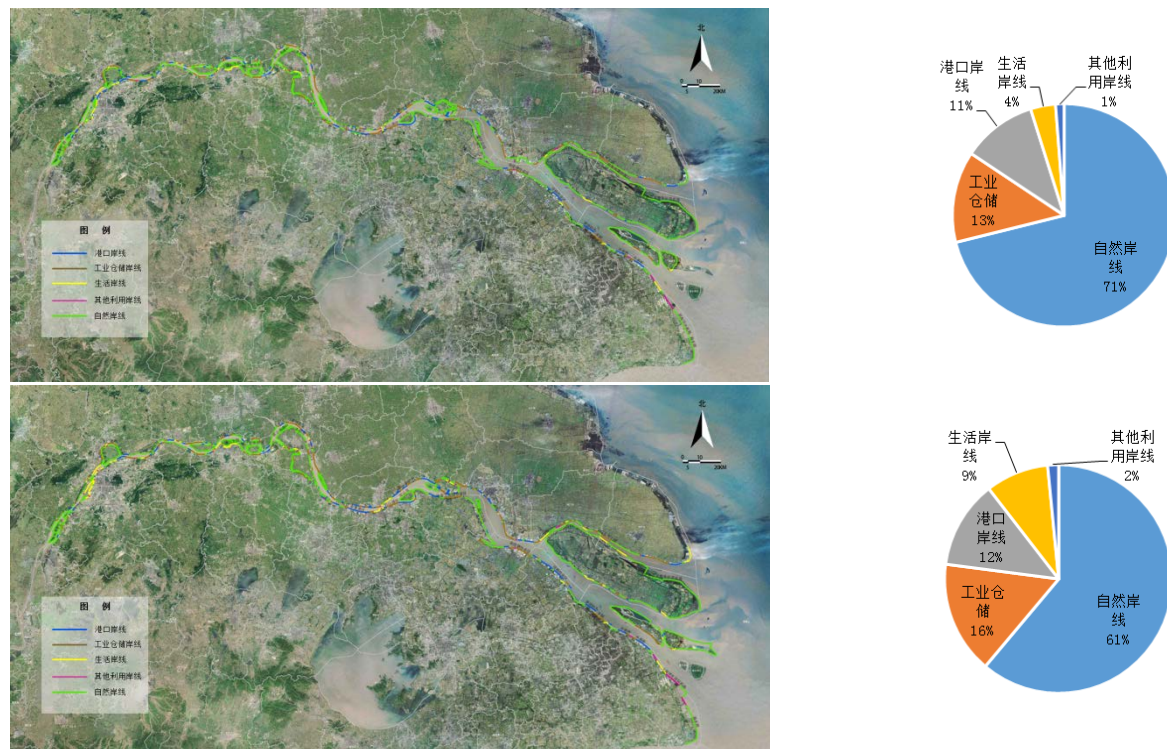 北
20KM
图 例
港口岸线
工业仓储岸线
生活岸线
其他利用岸线
自然岸线
港口岸
线
11%
生活
岸线
4%
其他利
用岸线
1%
工业
仓储
13%
自然岸
线
71%
北
20KM
图 例
港口岸线
工业仓储岸线
生活岸线
其他利用岸线
自然岸线
生活岸
线
9%
其他利
用岸线
2%
港口
岸线
12%
工业仓
储
16%
自然岸
线
61%